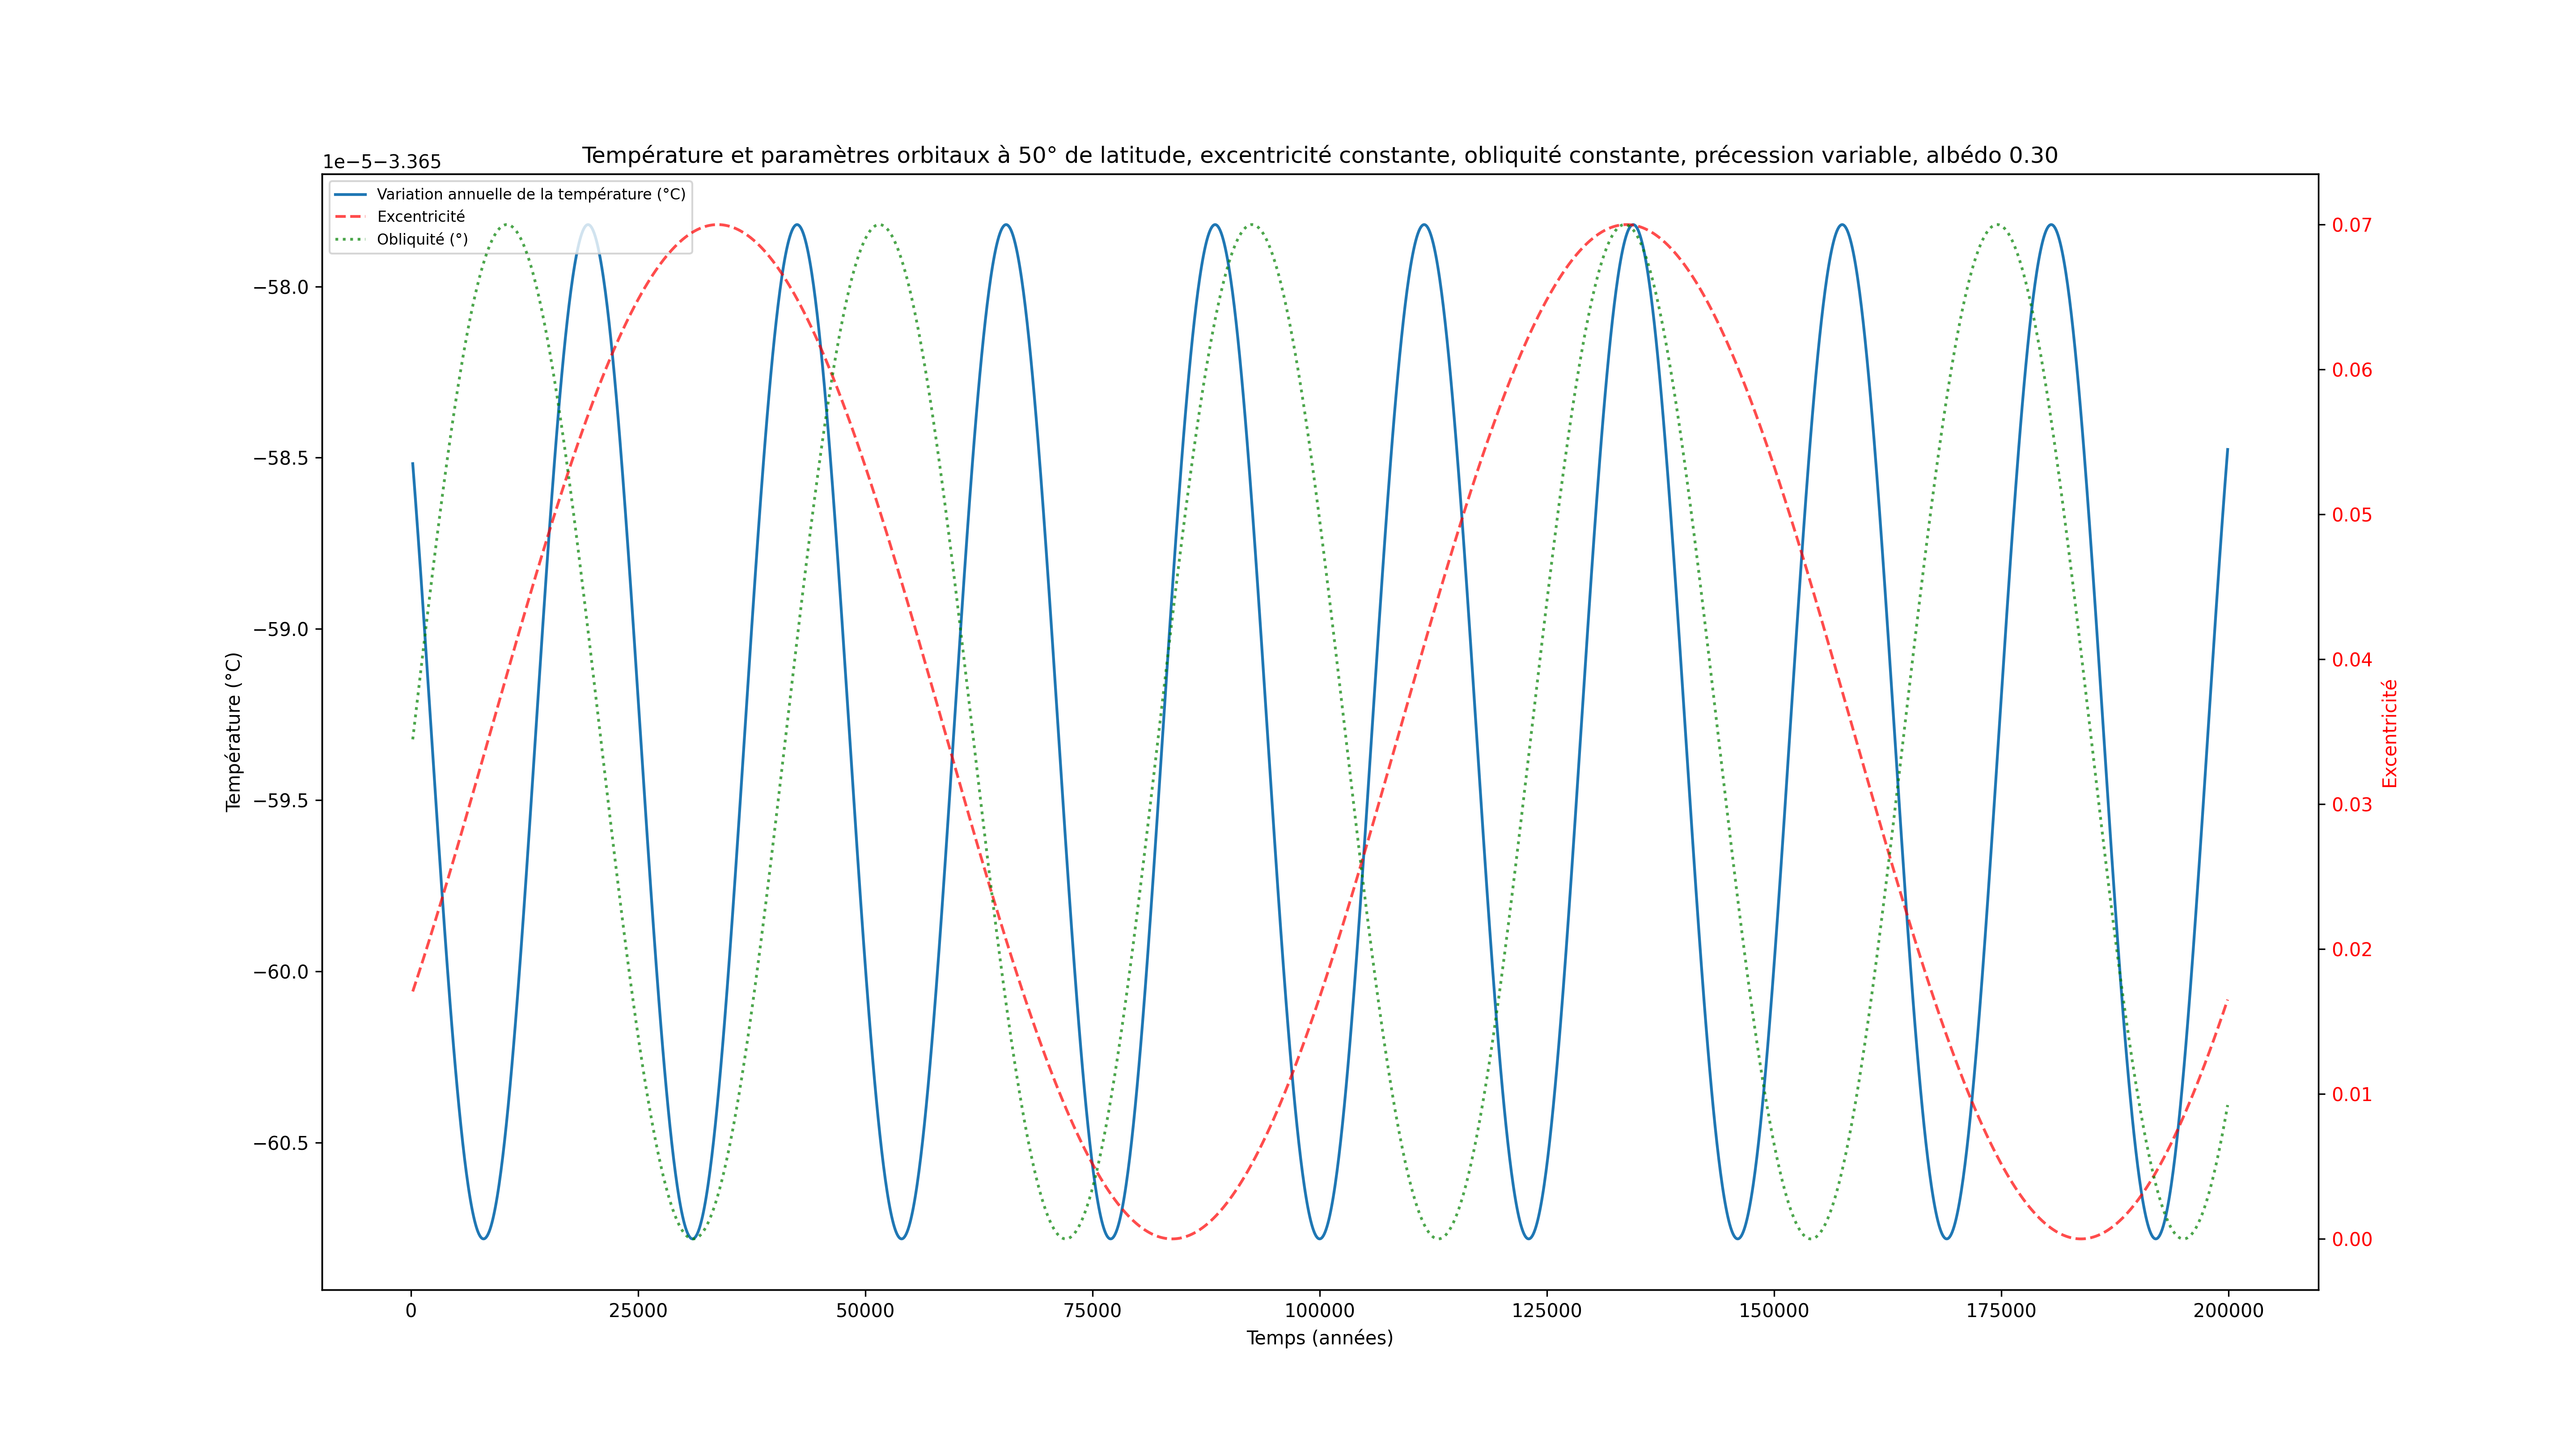 Température et paramètres orbitaux à 50° de latitude, excentricité constante, obliquité constante, précession variable, albédo 0.30
1e−5−3.365
Variation annuelle de la température (°C)
Excentricité
Obliquité (°)
−58.0
−58.5
−59.0
−59.5
−60.0
−60.5
Température (°C)
0.07
0.06
0.05
0.04
0.03
0.02
0.01
0.00
Excentricité
0
25000
50000
75000
100000
125000
150000
175000
200000
Temps (années)